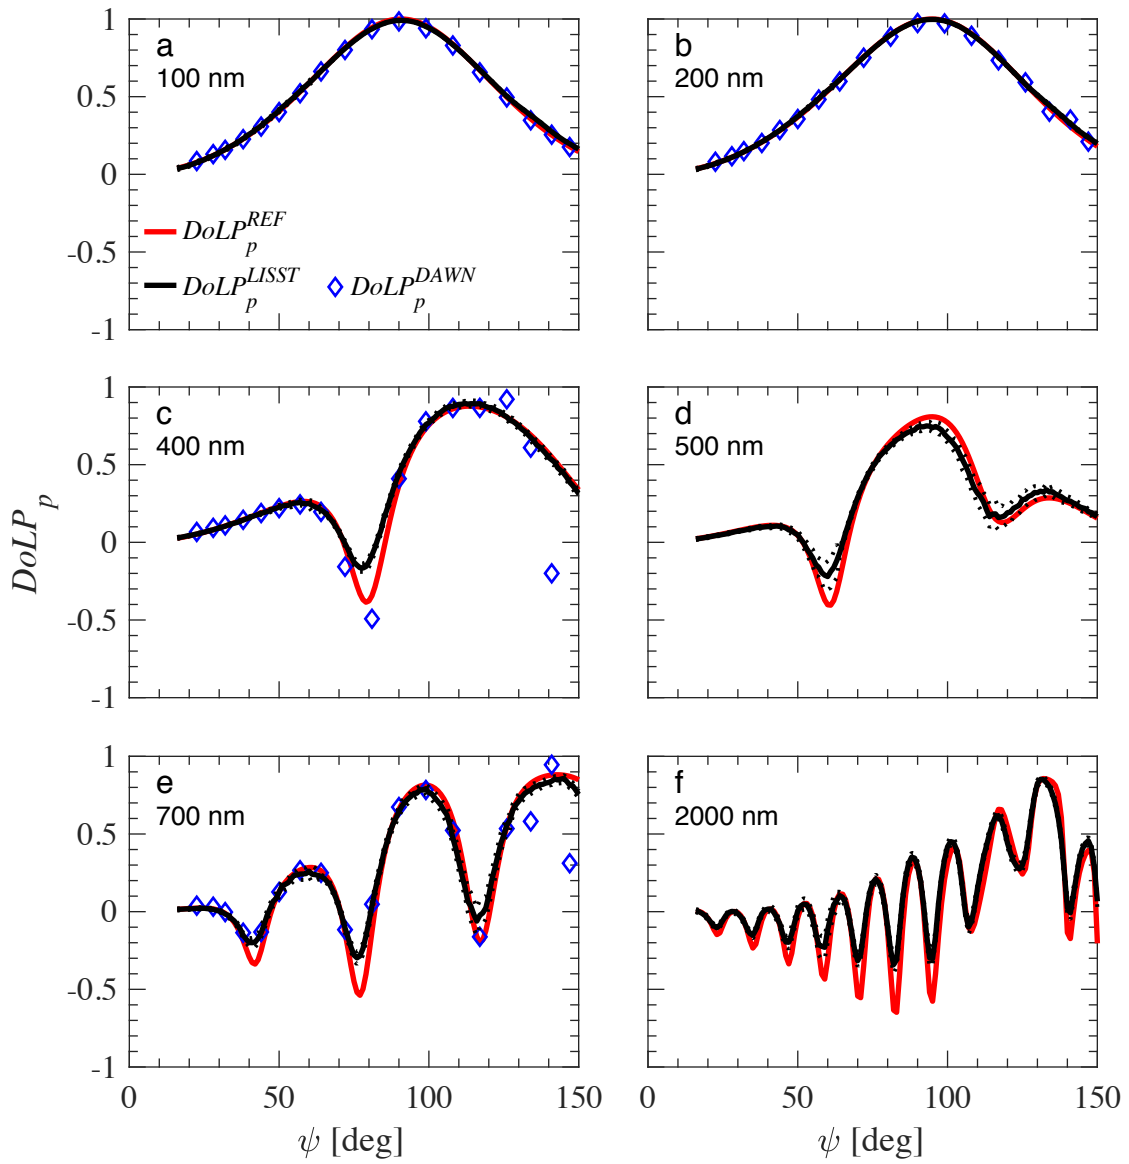 a
100 nm
b
200 nm
1
0.5
0
-0.5
-1
DoLP_p^REF
DoLP_p^LISST
DoLP_p^DAWN
c
400 nm
d
500 nm
1
0.5
0
-0.5
-1
DoLP_p
e
700 nm
f
2000 nm
1
0.5
0
-0.5
-1
0 50 100 150
0 50 100 150
ψ [deg]
ψ [deg]